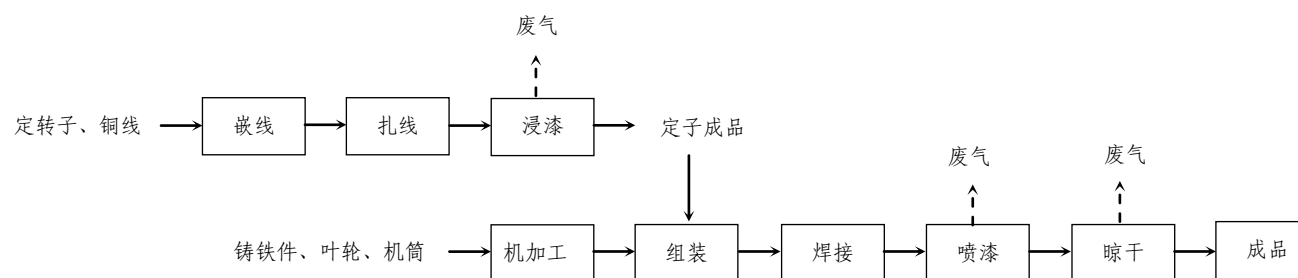 废气
定转子、铜线 嵌线 扎线 浸漆 定子成品
废气 废气
铸铁件、叶轮、机筒 机加工 组装 焊接 喷漆 晾干 成品